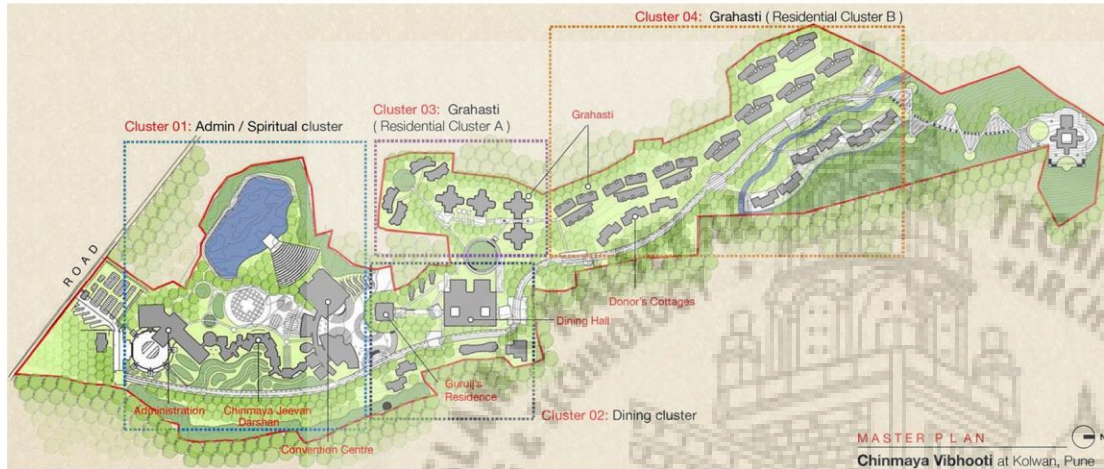 Cluster 04: Grahasti ( Residential Cluster B )
Cluster 03: Grahasti
( Residential Cluster A )
Grahasti
Cluster 01: Admin / Spiritual cluster
ROAD
Donor's Cottages
Dining Hall
Guruji's
Residence
Administration
Chinmaya Jeevan
Darshan
Convention Centre
Cluster 02: Dining cluster
MASTER PLAN
N
Chinmaya Vibhooti at Kolwan, Pune